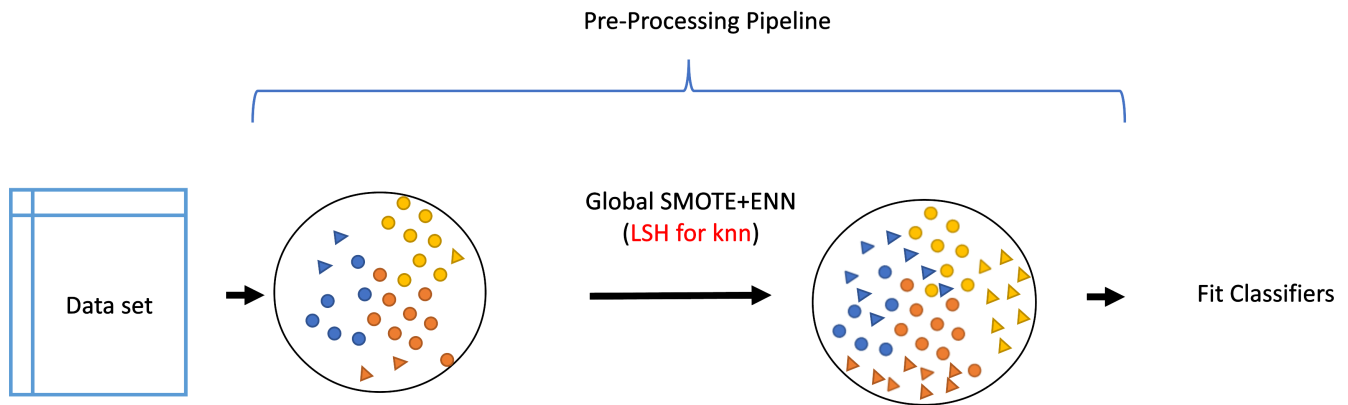 Pre-Processing Pipeline
Global SMOTE+ENN
(LSH for knn)
Data set
Fit Classifiers